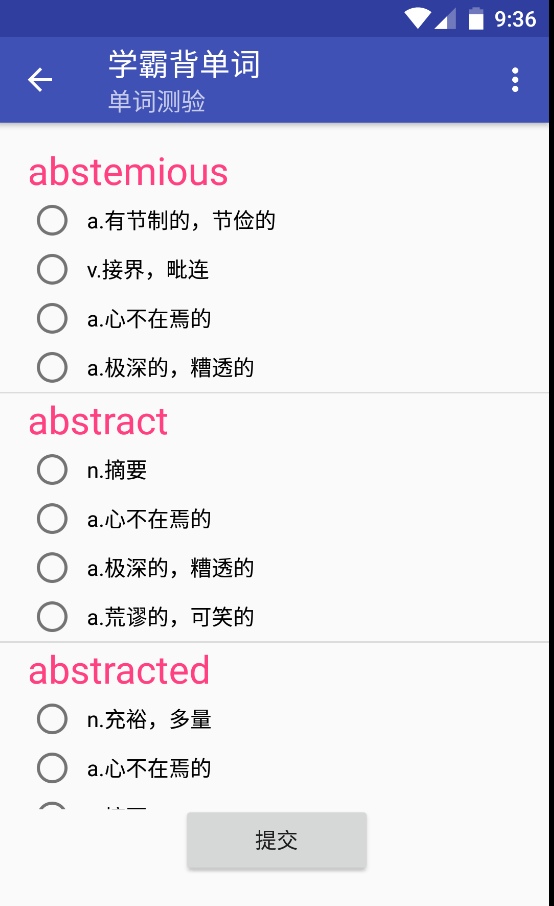 9:36
学霸背单词
单词测验
abstemious
a.有节制的，节俭的
v.接界，毗连
a.心不在焉的
a.极深的，糟透的
abstract
n.摘要
a.心不在焉的
a.极深的，糟透的
a.荒谬的，可笑的
abstracted
n.充裕，多量
a.心不在焉的
提交